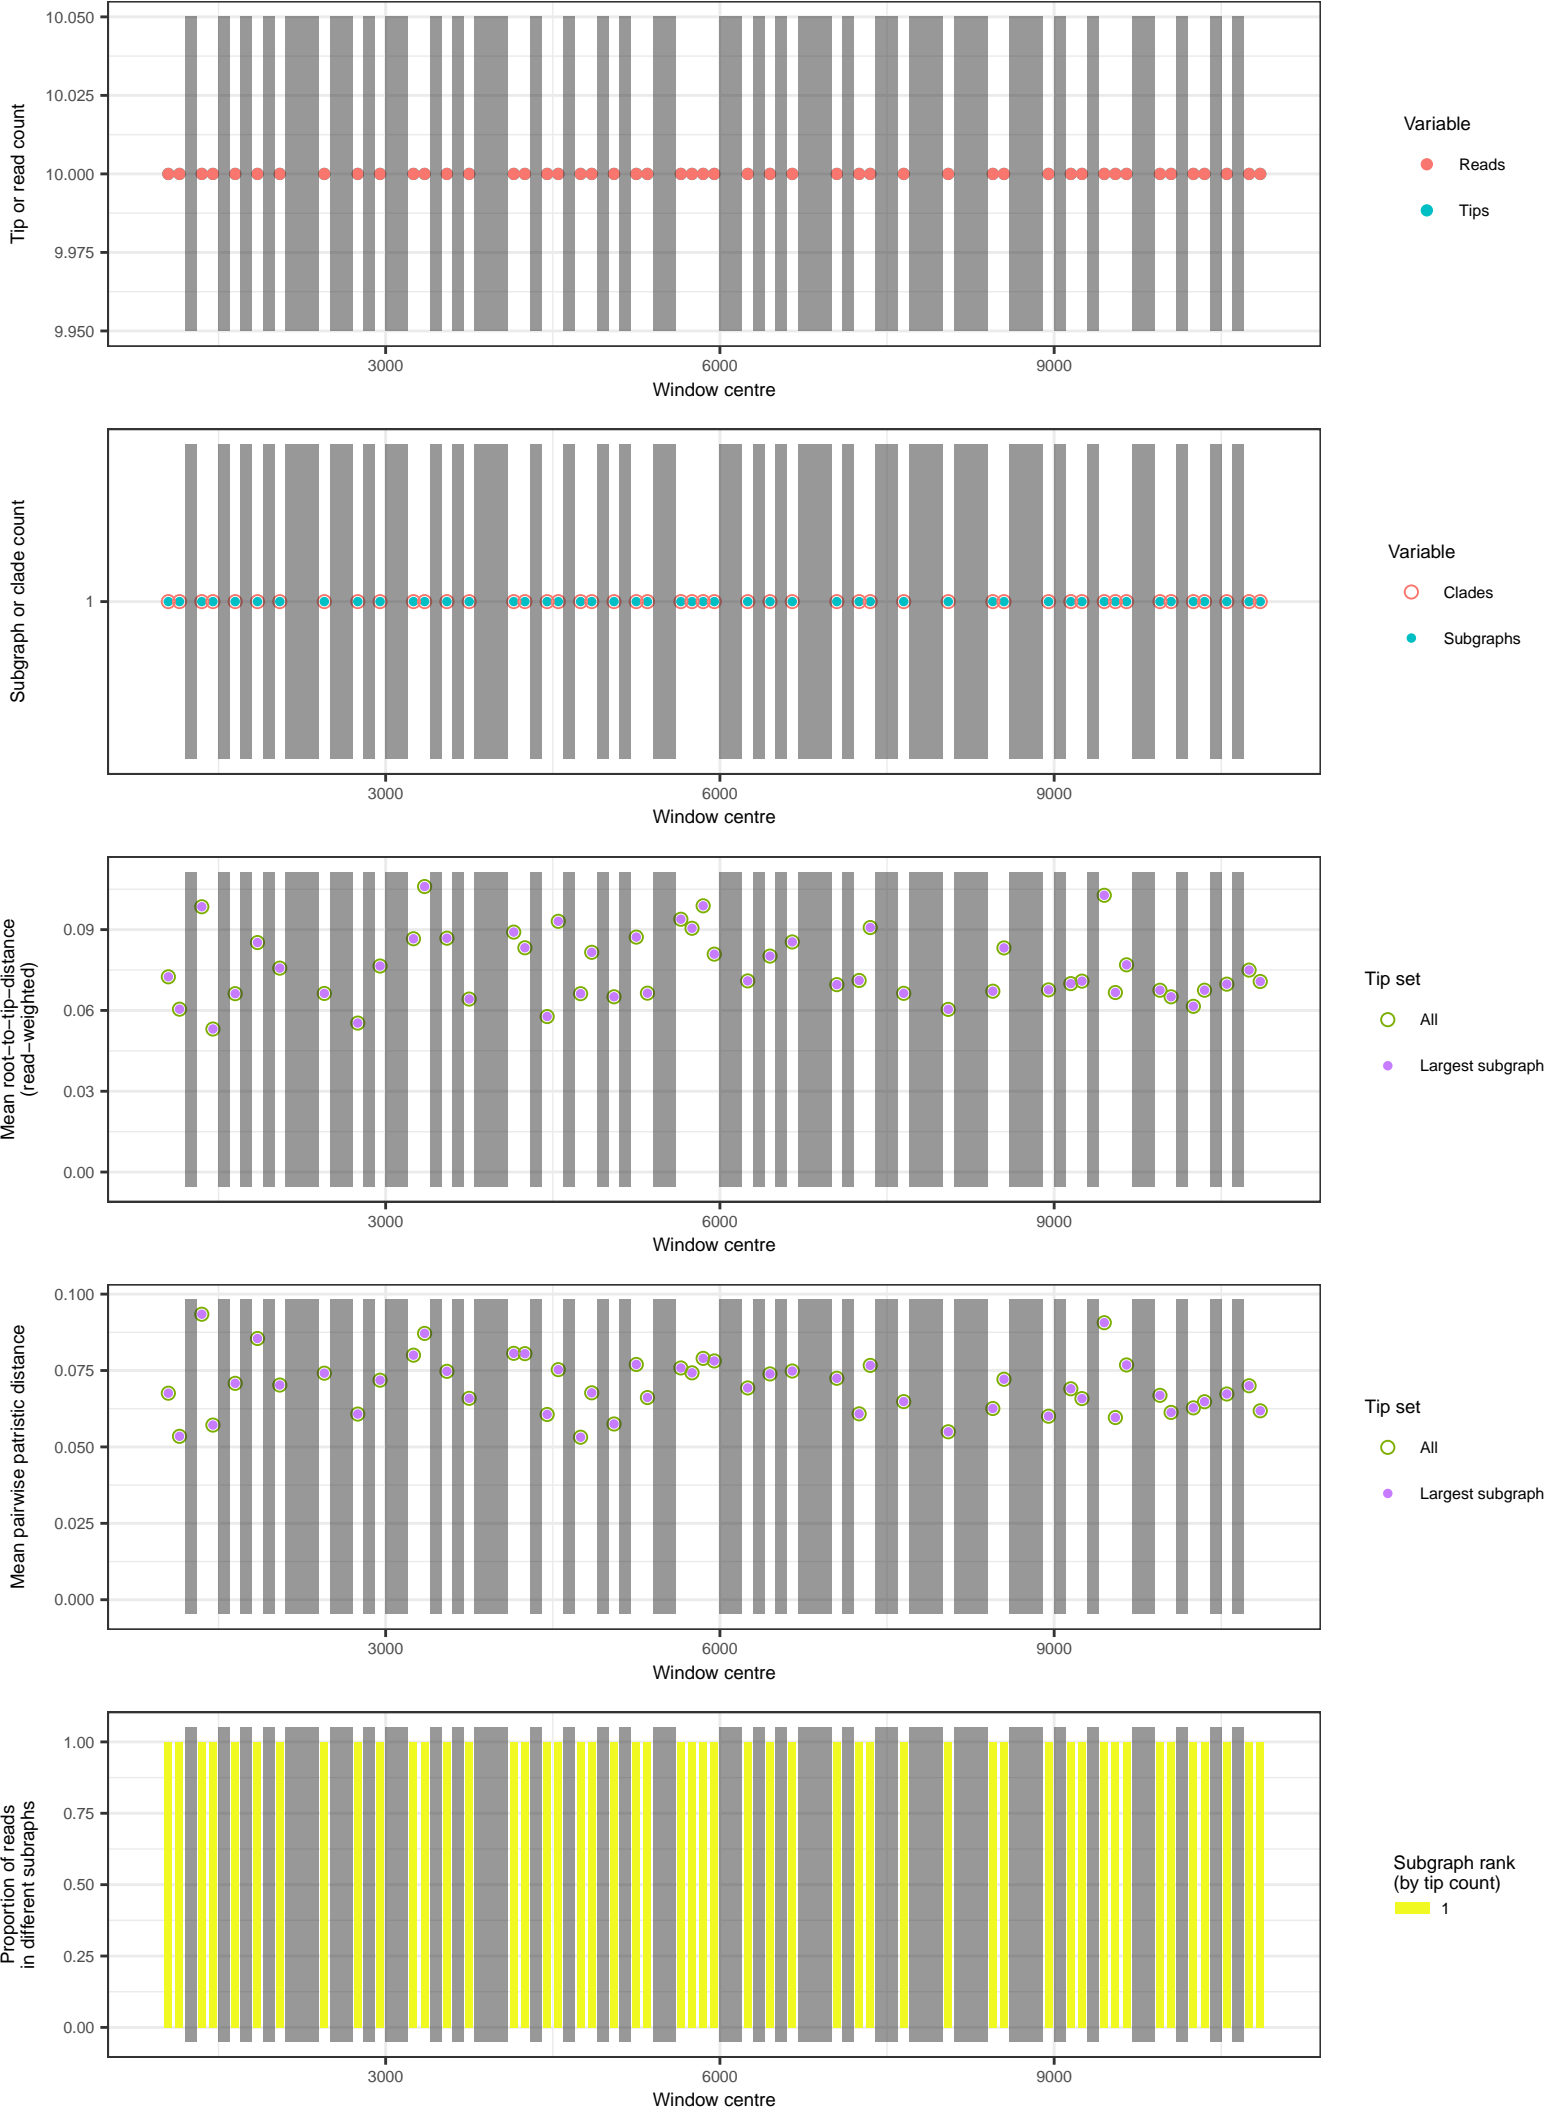 10.050
10.025
10.000
9.975
9.950
Tip or read count
3000
6000
9000
Window centre
Variable
Reads
Tips
1
Subgraph or clade count
3000
6000
9000
Window centre
Variable
Clades
Subgraphs
0.09
0.06
0.03
0.00
Mean root−to−tip−distance
(read−weighted)
3000
6000
9000
Window centre
Tip set
All
Largest subgraph
0.100
0.075
0.050
0.025
0.000
Mean pairwise patristic distance
3000
6000
9000
Window centre
Tip set
All
Largest subgraph
1.00
0.75
0.50
0.25
0.00
Proportion of reads
in different subraphs
3000
6000
9000
Window centre
Subgraph rank
(by tip count)
1